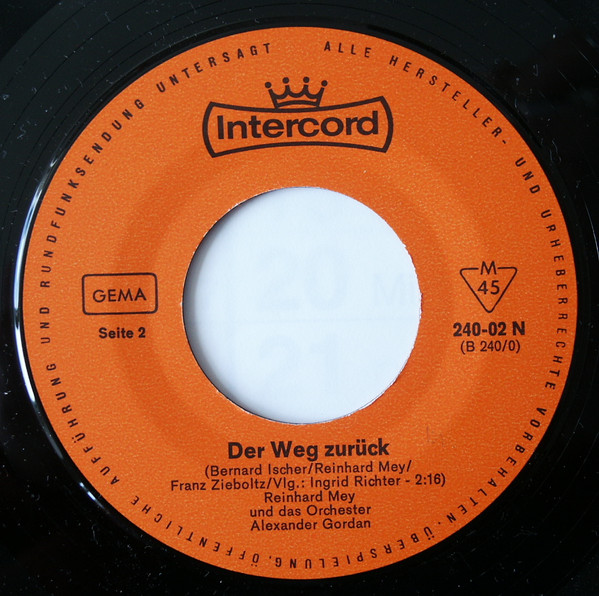 ALLE HERSTELLER- UND URHEBERRECHTE VORBEHALTEN. ÜBERSPIELUNG, ÖFFENTLICHE AUFFÜHRUNG UND RUNDFUNKSENDUNG UNTERSAGT
Intercord
GEMA
Seite 2
M
45
240-02 N
(B 240/0)
20 M
21
Der Weg zurück
(Bernard Ischer/Reinhard Mey/
Franz Zieboltz/Vlg.: Ingrid Richter - 2:16)
Reinhard Mey
und das Orchester
Alexander Gordan